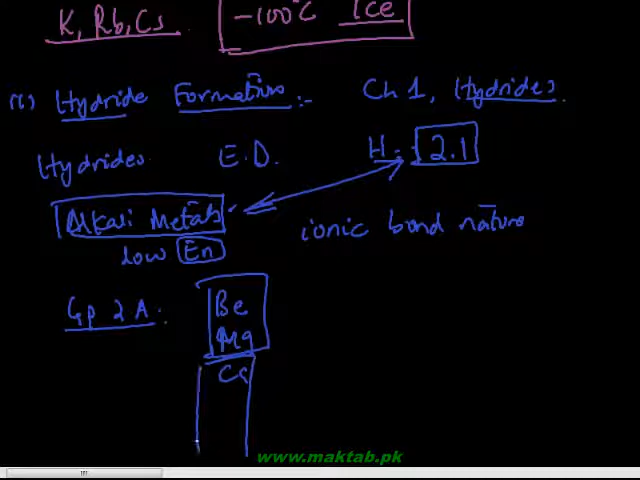 K, Rb, Cs
-100°C Ice
Hydride Formation :- Ch 1, Hydrides.
Hydrides E.D. H = 2.1
Alkali Metals
ionic bond nature
low En
Gp 2 A : Be
Mg
Ca
www.maktab.pk